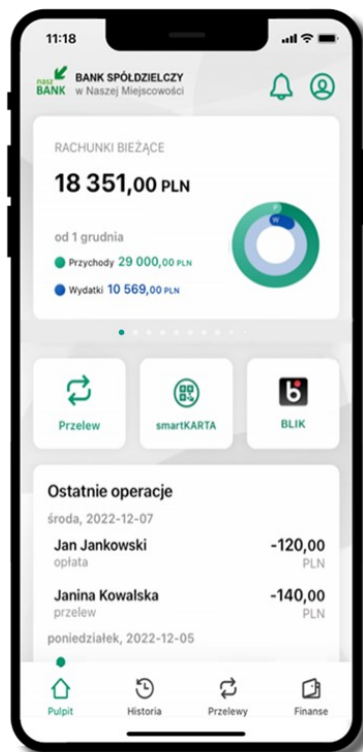 11:18
nasz BANK
BANK SPÓŁDZIELCZY
w Naszej Miejscowości
RACHUNKI BIEŻĄCE
18 351,00 PLN
od 1 grudnia
Przychody 29 000,00 PLN
Wydatki 10 569,00 PLN
P
W
Przelew
smartKARTA
BLIK
Ostatnie operacje
środa, 2022-12-07
Jan Jankowski -120,00
opłata PLN
Janina Kowalska -140,00
przelew PLN
poniedziałek, 2022-12-05
Pulpit
Historia
Przelewy
Finanse